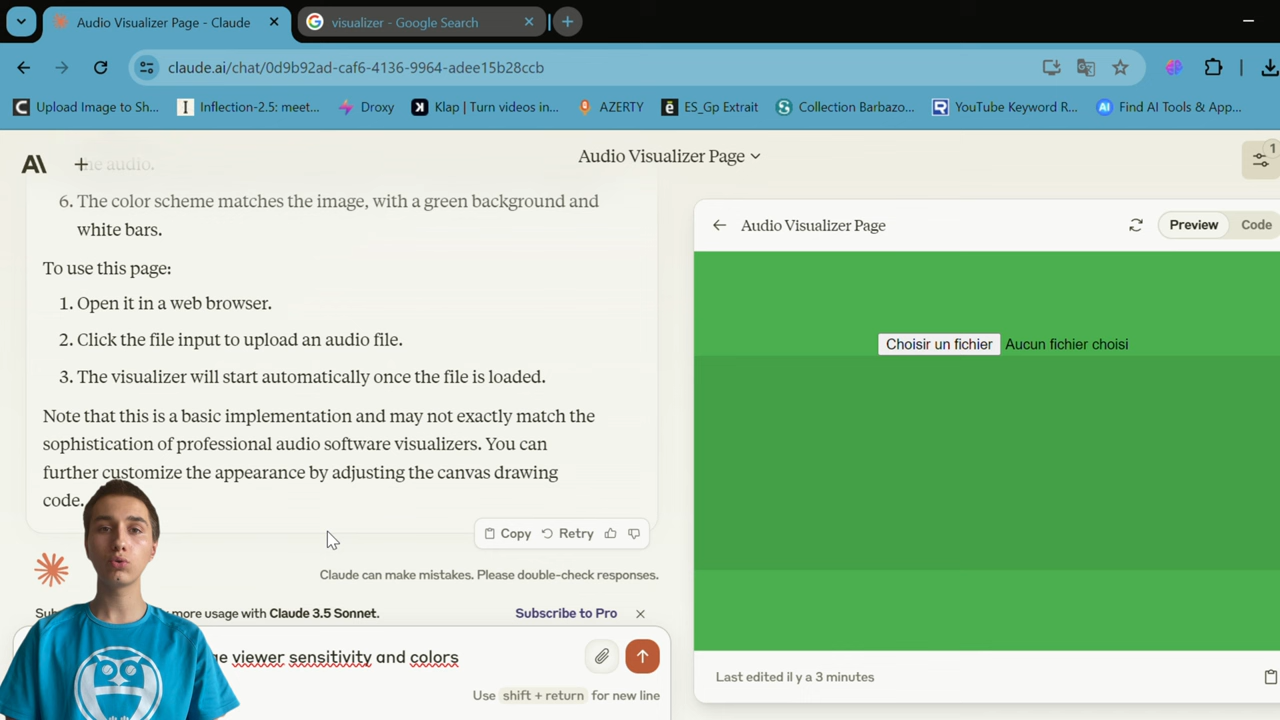 Audio Visualizer Page - Claude
visualizer - Google Search
claude.ai/chat/0d9b92ad-caf6-4136-9964-adee15b28ccb
Upload Image to Sh...
Inflection-2.5: meet...
Droxy
Klap | Turn videos in...
AZERTY
ES_Gp Extrait
Collection Barbazo...
YouTube Keyword R...
Find AI Tools & App...
Audio Visualizer Page
1
the audio.
6. The color scheme matches the image, with a green background and
white bars.
To use this page:
1. Open it in a web browser.
2. Click the file input to upload an audio file.
3. The visualizer will start automatically once the file is loaded.
Note that this is a basic implementation and may not exactly match the
sophistication of professional audio software visualizers. You can
further customize the appearance by adjusting the canvas drawing
code.
Copy
Retry
Claude can make mistakes. Please double-check responses.
more usage with Claude 3.5 Sonnet.
Subscribe to Pro
viewer sensitivity and colors
Use shift + return for new line
Audio Visualizer Page
Preview
Code
Choisir un fichier
Aucun fichier choisi
Last edited il y a 3 minutes